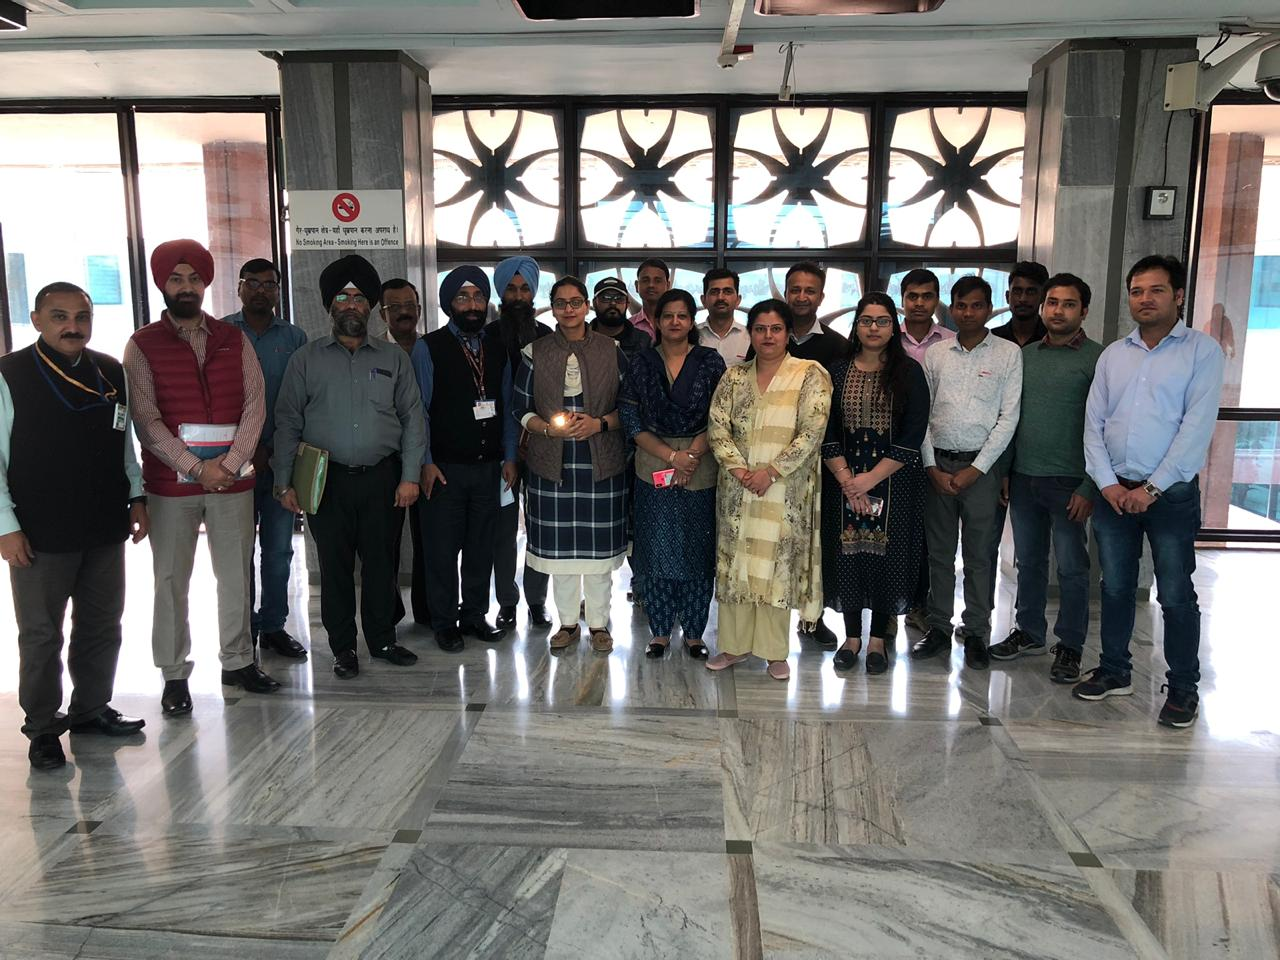 गैर-धूम्रपान क्षेत्र - यहाँ धूम्रपान करना अपराध है।
No Smoking Area - Smoking Here is an Offence